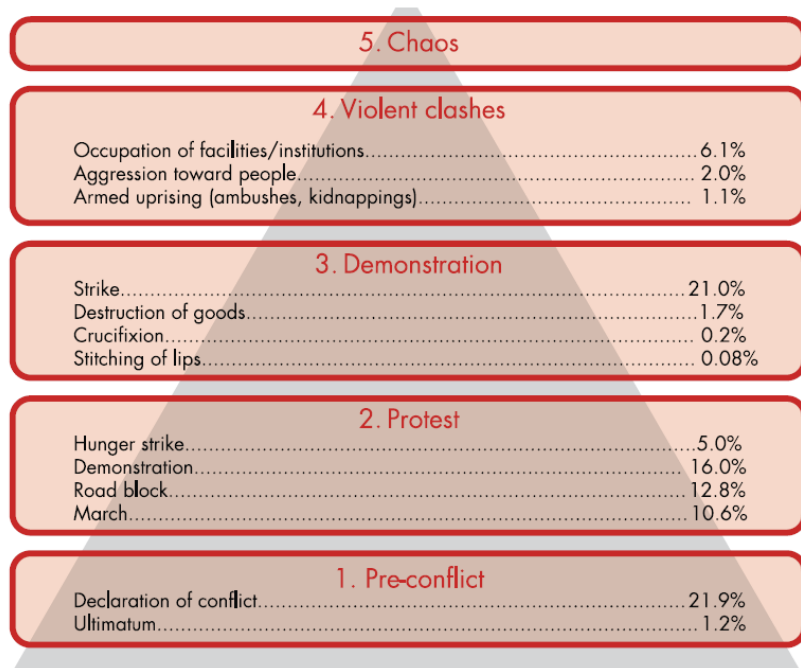 5. Chaos
4. Violent clashes
Occupation of facilities/institutions........................................................ 6.1%
Aggression toward people...................................................................... 2.0%
Armed uprising (ambushes, kidnappings)................................................ 1.1%
3. Demonstration
Strike.................................................................................................21.0%
Destruction of goods............................................................................. 1.7%
Crucifixion........................................................................................... 0.2%
Stitching of lips.................................................................................... 0.08%
2. Protest
Hunger strike........................................................................................5.0%
Demonstration................................................................................... 16.0%
Road block........................................................................................ 12.8%
March............................................................................................... 10.6%
1. Pre-conflict
Declaration of conflict..........................................................................21.9%
Ultimatum........................................................................................... 1.2%